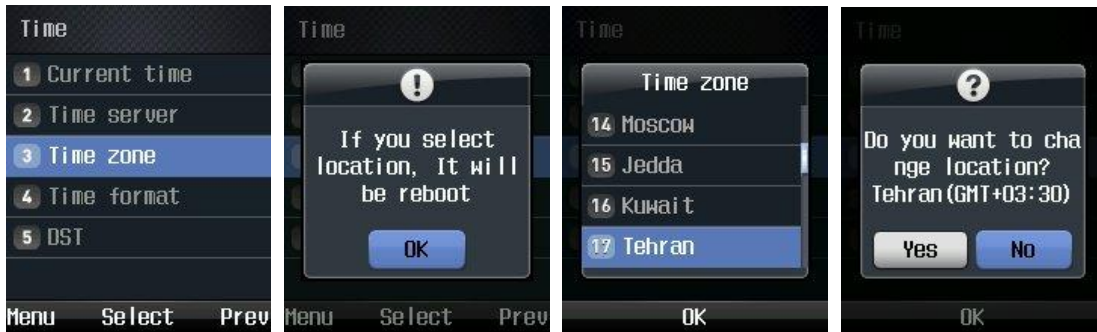 Time
1 Current time
2 Time server
3 Time zone
4 Time format
5 DST
Menu Select Prev
Time
If you select
location, It will
be reboot
OK
Menu Select Prev
Time
Time zone
14 Moscow
15 Jedda
16 Kuwait
17 Tehran
OK
Time
Do you want to cha
nge location?
Tehran(GMT+03:30)
Yes No
OK